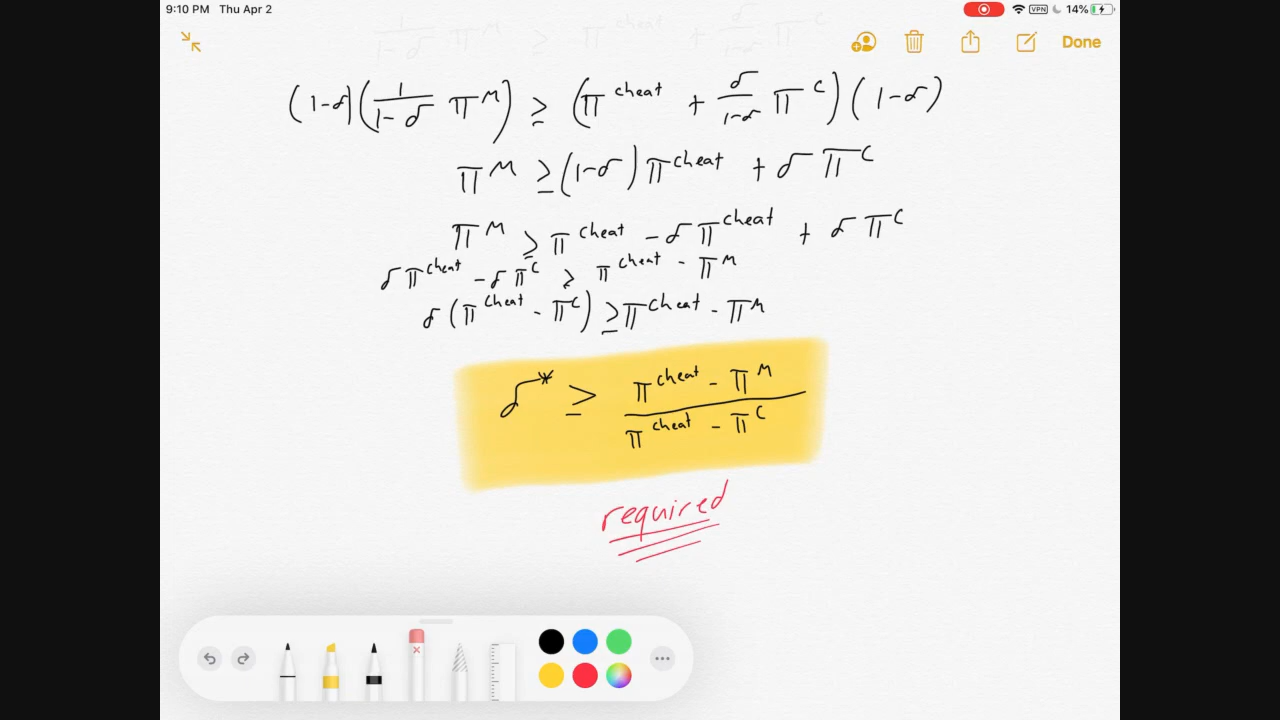 9:10 PM Thu Apr 2 VPN 14%
Done
(1-δ)(1/(1-δ) π^M) ≥ (π^cheat + δ/(1-δ) π^C)(1-δ)
π^M ≥ (1-δ)π^cheat + δπ^C
π^M ≥ π^cheat - δπ^cheat + δπ^C
δπ^cheat - δπ^C ≥ π^cheat - π^M
δ(π^cheat - π^C) ≥ π^cheat - π^M
δ* ≥ (π^cheat - π^M)/(π^cheat - π^C)
required